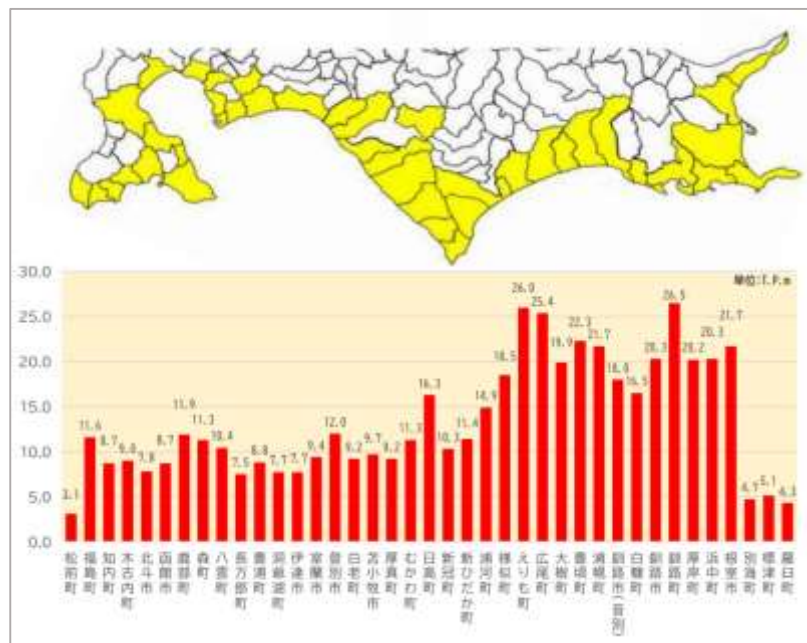 30.0
25.0
20.0
15.0
10.0
5.0
0.0
単位:T.P.m
3.1
11.6
8.7
9.0
7.8
8.7
11.9
11.3
10.4
7.5
8.8
7.7
7.7
9.4
12.0
9.2
9.7
9.2
11.3
16.3
10.3
11.4
14.9
18.5
26.0
25.4
19.9
22.3
21.7
18.0
16.5
20.3
26.5
20.2
20.3
21.7
4.7
5.1
4.3
松前町
福島町
知内町
木古内町
北斗市
函館市
鹿部町
森町
八雲町
長万部町
豊浦町
洞爺湖町
伊達市
室蘭市
登別市
白老町
苫小牧市
厚真町
むかわ町
日高町
新冠町
新ひだか町
浦河町
様似町
えりも町
広尾町
大樹町
豊頃町
浦幌町
釧路市(音別)
白糠町
釧路市
釧路町
厚岸町
浜中町
根室市
別海町
標津町
羅臼町